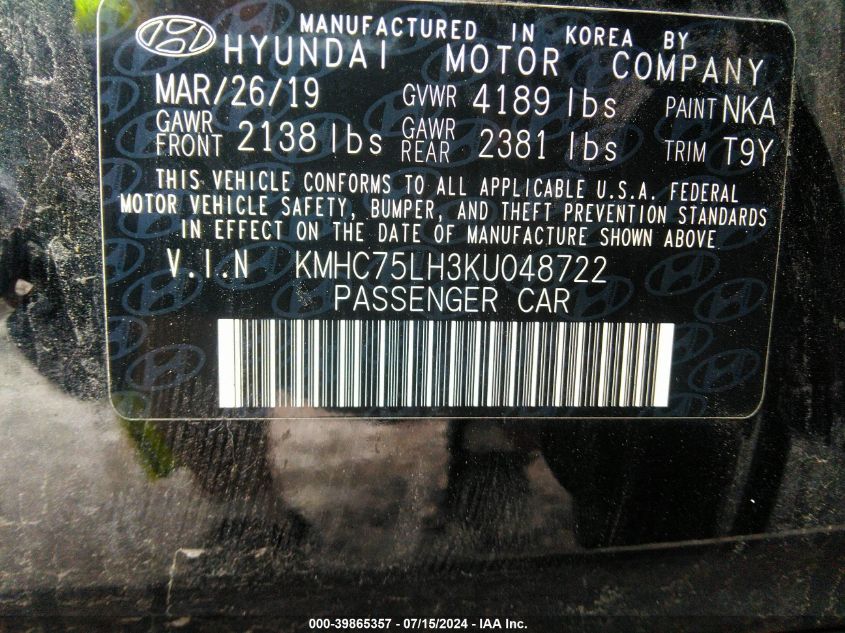 MANUFACTURED IN KOREA BY
HYUNDAI MOTOR COMPANY
MAR/26/19 GVWR 4189 lbs PAINT NKA
GAWR FRONT 2138 lbs GAWR REAR 2381 lbs TRIM T9Y
THIS VEHICLE CONFORMS TO ALL APPLICABLE U.S.A. FEDERAL
MOTOR VEHICLE SAFETY, BUMPER, AND THEFT PREVENTION STANDARDS
IN EFFECT ON THE DATE OF MANUFACTURE SHOWN ABOVE.
V.I.N KMHC75LH3KU048722
PASSENGER CAR
000-39865357 - 07/15/2024 - IAA Inc.